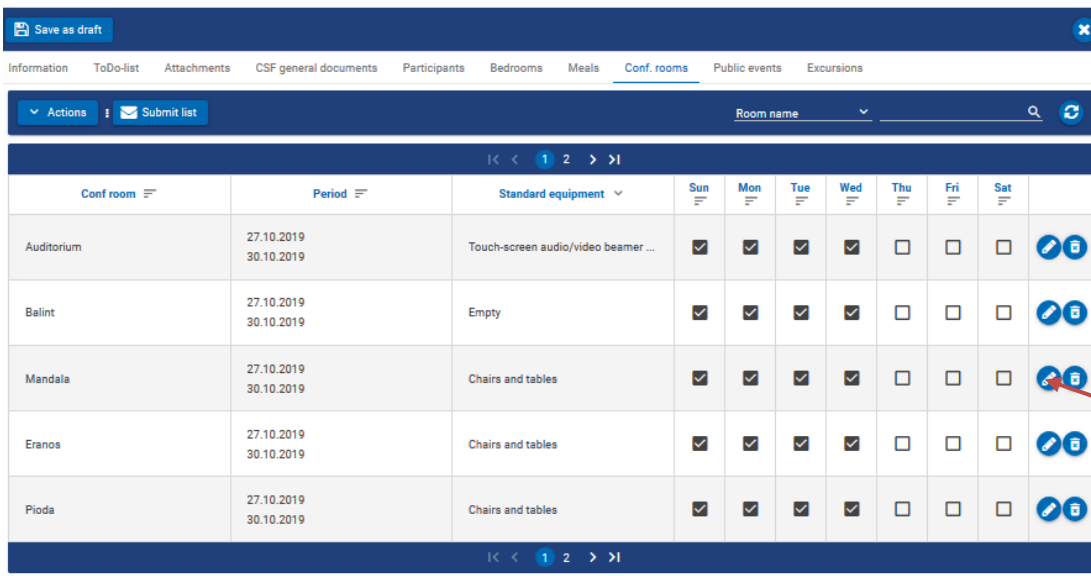 Save as draft
Information ToDo-list Attachments CSF general documents Participants Bedrooms Meals Conf. rooms Public events Excursions
Actions Submit list Room name
1 2
Conf room Period Standard equipment Sun Mon Tue Wed Thu Fri Sat
Auditorium 27.10.2019 Touch-screen audio/video beamer ...
30.10.2019
Balint 27.10.2019 Empty
30.10.2019
Mandala 27.10.2019 Chairs and tables
30.10.2019
Eranos 27.10.2019 Chairs and tables
30.10.2019
Pioda 27.10.2019 Chairs and tables
30.10.2019
1 2